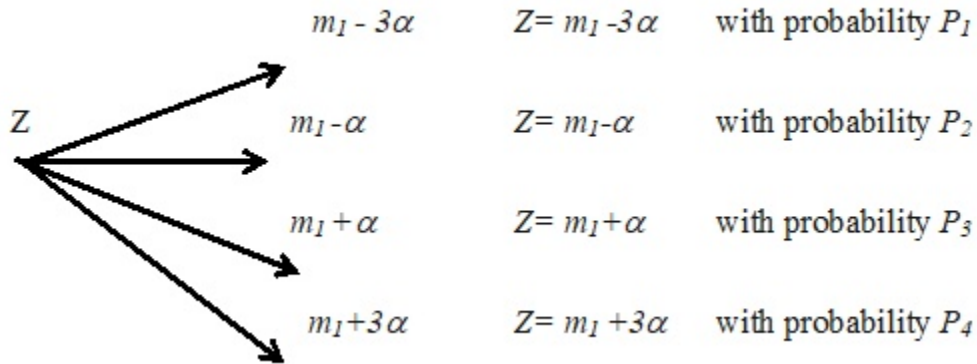 m₁ - 3α Z= m₁ -3α with probability P₁
Z m₁-α Z= m₁-α with probability P₂
m₁ + α Z= m₁+α with probability P₃
m₁+3α Z= m₁ +3α with probability P₄